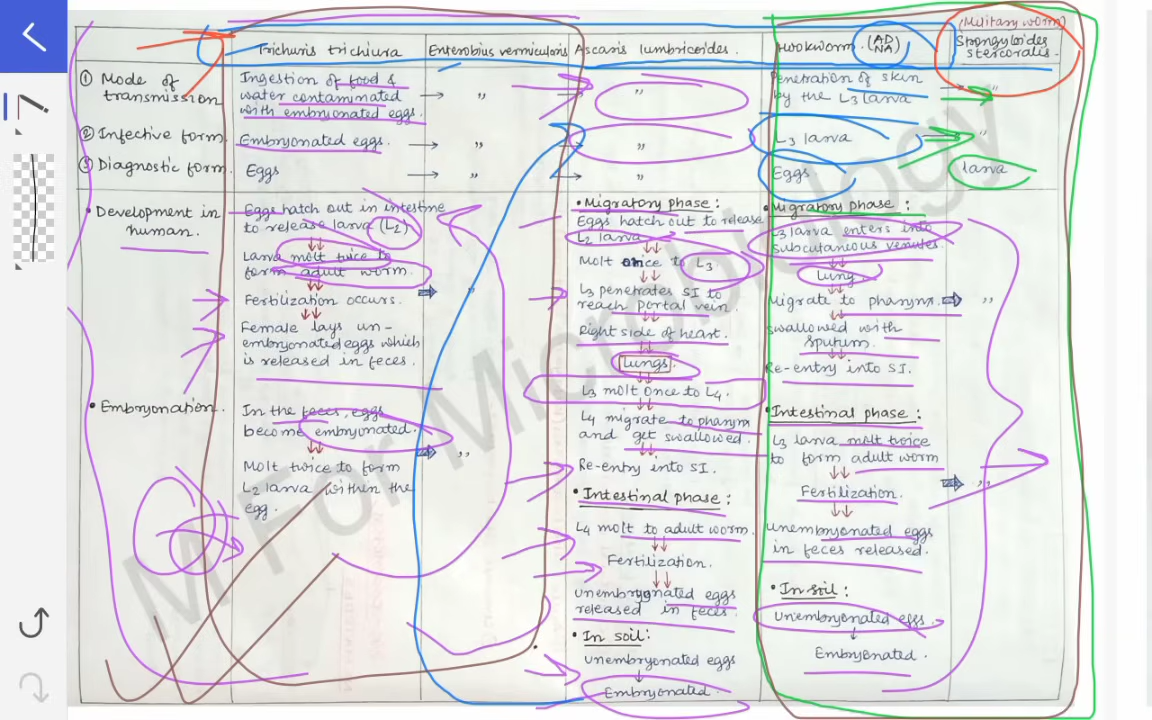 (Military worm)
Trichuris trichiura
Enterobius vermicularis
Ascaris lumbricoides.
Hookworm. (AD NA)
Strongyloides stercoralis.
① Mode of transmission
Ingestion of food &
water contaminated
with embryonated eggs.
→ "
→ "
Penetration of skin
by the L3 larva
→ "
② Infective form.
Embryonated eggs.
→ "
→ "
L3 larva
→ "
③ Diagnostic form.
Eggs
→ "
→ "
Eggs
larva
• Development in
human.
Eggs hatch out in intestine
to release larva (L2)
Larva molt twice to
form adult worm.
Fertilization occurs.
⇒ "
Female lays un-
embryonated eggs which
is released in feces.
• Migratory phase:
Eggs hatch out to release
L2 larva
Molt once to L3
L3 penetrates SI to
reach portal vein.
Right side of heart.
Lungs
L3 molt once to L4.
L4 migrate to pharynx
and get swallowed.
Re-entry into SI.
• Intestinal phase:
L4 molt to adult worm.
Fertilization.
Unembryonated eggs
released in feces.
• In soil:
Unembryonated eggs
Embryonated.
• Migratory phase:
L3 larva enters into
subcutaneous venules.
Lung
Migrate to pharynx.
⇒ "
Swallowed with
sputum.
Re-entry into SI.
• Intestinal phase:
L3 larva molt twice
to form adult worm
Fertilization.
⇒ "
Unembryonated eggs
in feces released.
• In soil:
Unembryonated eggs.
Embryonated.
• Embryonation.
In the feces, eggs
become embryonated.
⇒ "
Molt twice to form
L2 larva within the
egg.
M For Microbiology